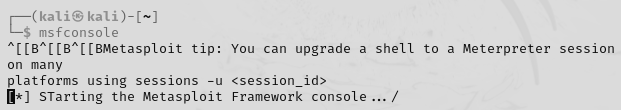 ┌──(kali㉿kali)-[~]
└─$ msfconsole
^[[B^[[B^[[BMetasploit tip: You can upgrade a shell to a Meterpreter session
on many
platforms using sessions -u <session_id>
[*] STarting the Metasploit Framework console.../